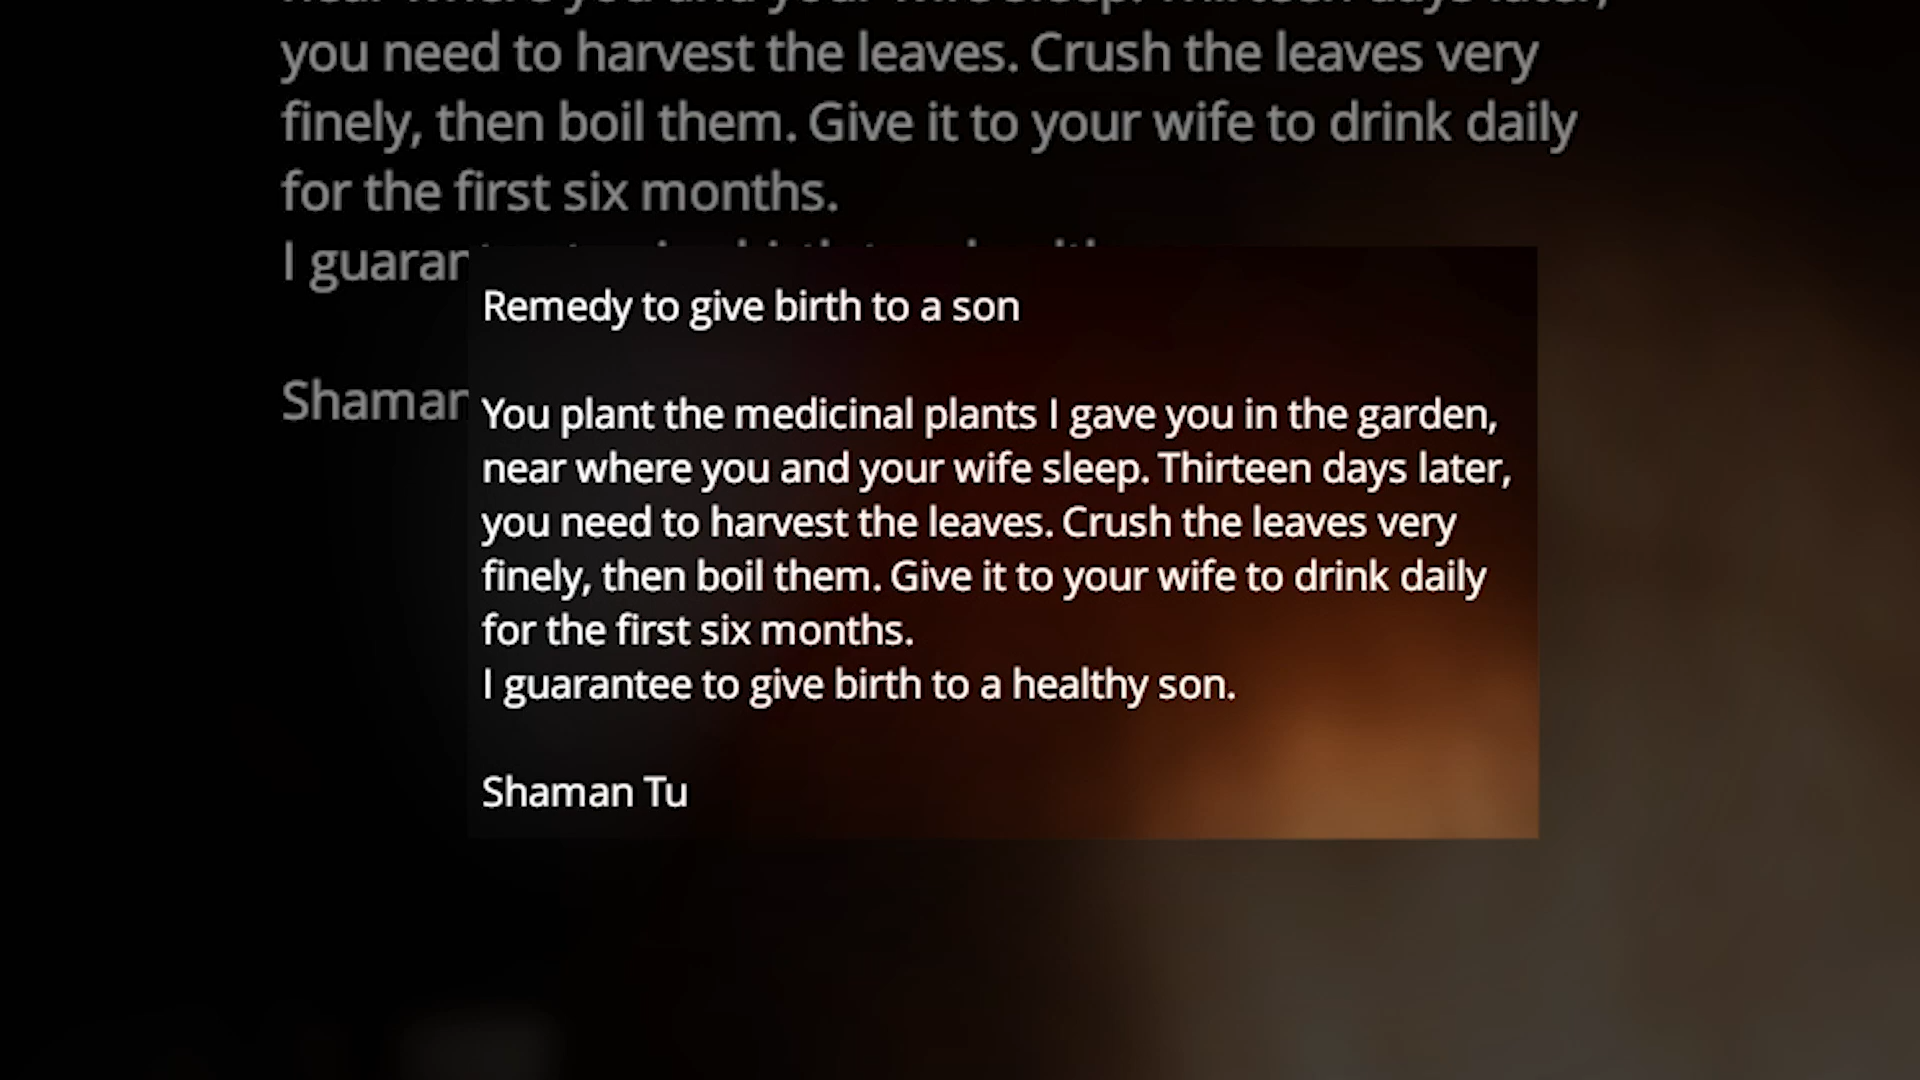 you need to harvest the leaves. Crush the leaves very
finely, then boil them. Give it to your wife to drink daily
for the first six months.
I
Shaman
Remedy to give birth to a son
You plant the medicinal plants I gave you in the garden,
near where you and your wife sleep. Thirteen days later,
you need to harvest the leaves. Crush the leaves very
finely, then boil them. Give it to your wife to drink daily
for the first six months.
I guarantee to give birth to a healthy son.
Shaman Tu